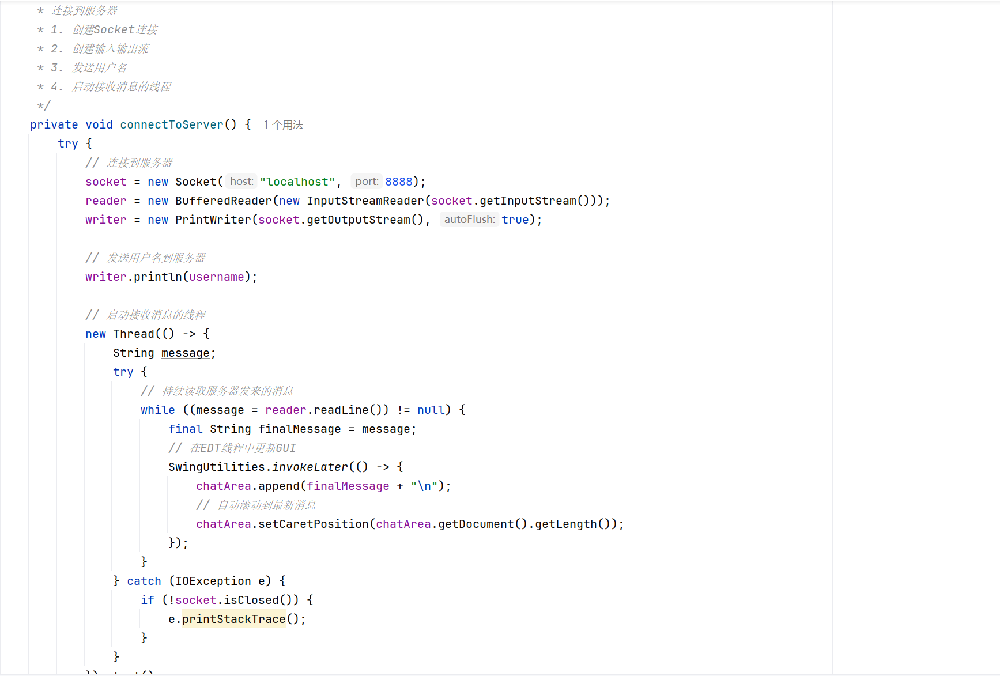 * 连接到服务器
* 1. 创建Socket连接
* 2. 创建输入输出流
* 3. 发送用户名
* 4. 启动接收消息的线程
*/
private void connectToServer() { 1 个用法
try {
// 连接到服务器
socket = new Socket( host: "localhost", port: 8888);
reader = new BufferedReader(new InputStreamReader(socket.getInputStream()));
writer = new PrintWriter(socket.getOutputStream(), autoFlush: true);
// 发送用户名到服务器
writer.println(username);
// 启动接收消息的线程
new Thread(() -> {
String message;
try {
// 持续读取服务器发来的消息
while ((message = reader.readLine()) != null) {
final String finalMessage = message;
// 在EDT线程中更新GUI
SwingUtilities.invokeLater(() -> {
chatArea.append(finalMessage + "\n");
// 自动滚动到最新消息
chatArea.setCaretPosition(chatArea.getDocument().getLength());
});
}
} catch (IOException e) {
if (!socket.isClosed()) {
e.printStackTrace();
}
}